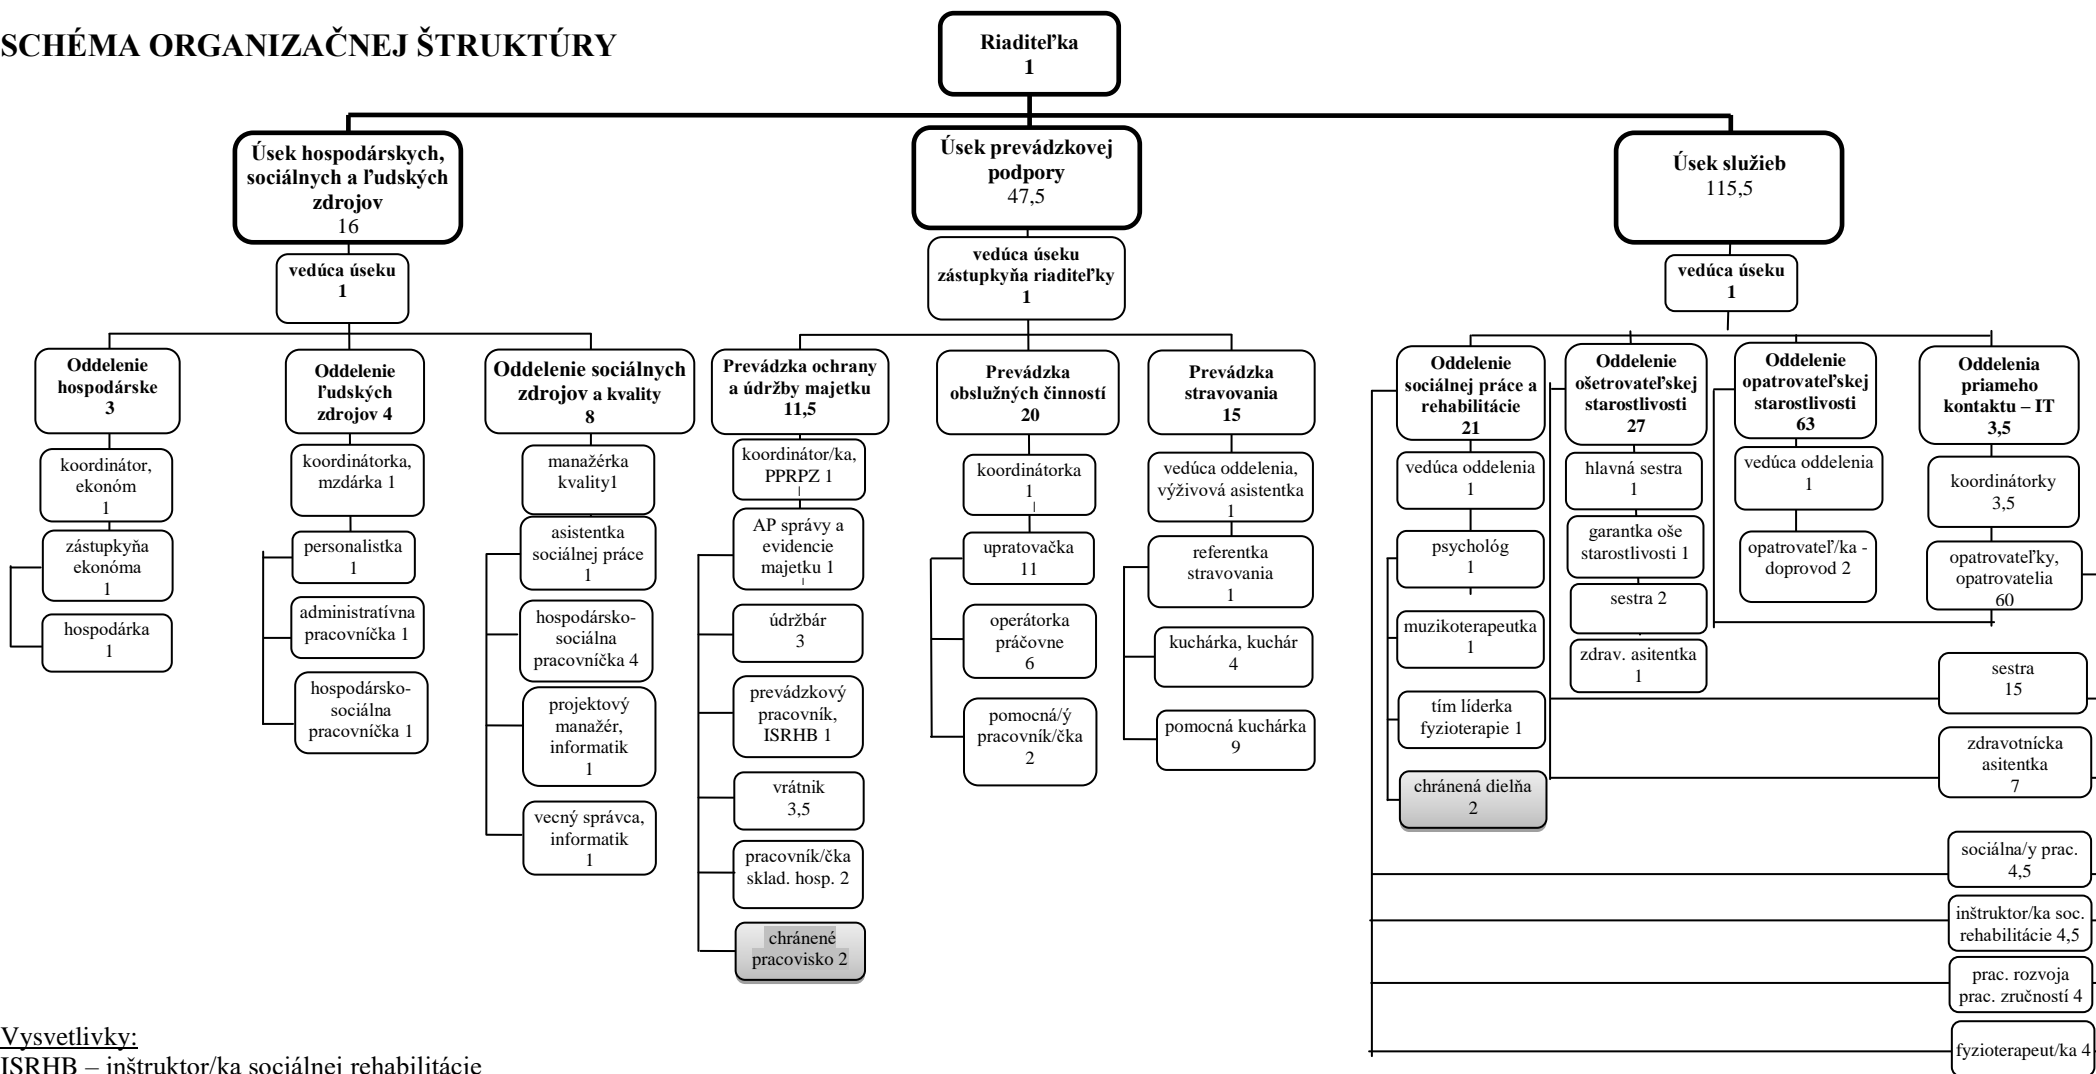 SCHÉMA ORGANIZAČNEJ ŠTRUKTÚRY
Riaditeľka
1
Úsek hospodárskych,
sociálnych a ľudských
zdrojov
16
vedúca úseku
1
Oddelenie
hospodárske
3
koordinátor,
ekonóm
1
zástupkyňa
ekonóma
1
hospodárka
1
Oddelenie
ľudských
zdrojov 4
koordinátorka,
mzdárka 1
personalistka
1
administratívna
pracovníčka 1
hospodársko-
sociálna
pracovníčka 1
Oddelenie sociálnych
zdrojov a kvality
8
manažérka
kvality1
asistentka
sociálnej práce
1
hospodársko-
sociálna
pracovníčka 4
projektový
manažér,
informatik
1
vecný správca,
informatik
1
Úsek prevádzkovej
podpory
47,5
vedúca úseku
zástupkyňa riaditeľky
1
Prevádzka ochrany
a údržby majetku
11,5
koordinátor/ka,
PPRPZ 1
AP správy a
evidencie
majetku 1
údržbár
3
prevádzkový
pracovník,
ISRHB 1
vrátnik
3,5
pracovník/čka
sklad. hosp. 2
chránené
pracovisko 2
Prevádzka
obslužných činností
20
koordinátorka
1
upratovačka
11
operátorka
práčovne
6
pomocná/ý
pracovník/čka
2
Prevádzka
stravovania
15
vedúca oddelenia,
výživová asistentka
1
referentka
stravovania
1
kuchárka, kuchár
4
pomocná kuchárka
9
Úsek služieb
115,5
vedúca úseku
1
Oddelenie
sociálnej práce a
rehabilitácie
21
vedúca oddelenia
1
psychológ
1
muzikoterapeutka
1
tím líderka
fyzioterapie 1
chránená dielňa
2
Oddelenie
ošetrovateľskej
starostlivosti
27
hlavná sestra
1
garantka oše
starostlivosti 1
sestra 2
zdrav. asitentka
1
Oddelenie
opatrovateľskej
starostlivosti
63
vedúca oddelenia
1
opatrovateľ/ka -
doprovod 2
Oddelenia
priameho
kontaktu – IT
3,5
koordinátorky
3,5
opatrovateľky,
opatrovatelia
60
sestra
15
zdravotnícka
asitentka
7
sociálna/y prac.
4,5
inštruktor/ka soc.
rehabilitácie 4,5
prac. rozvoja
prac. zručností 4
fyzioterapeut/ka 4
Vysvetlivky:
ISRHB – inštruktor/ka sociálnej rehabilitácie